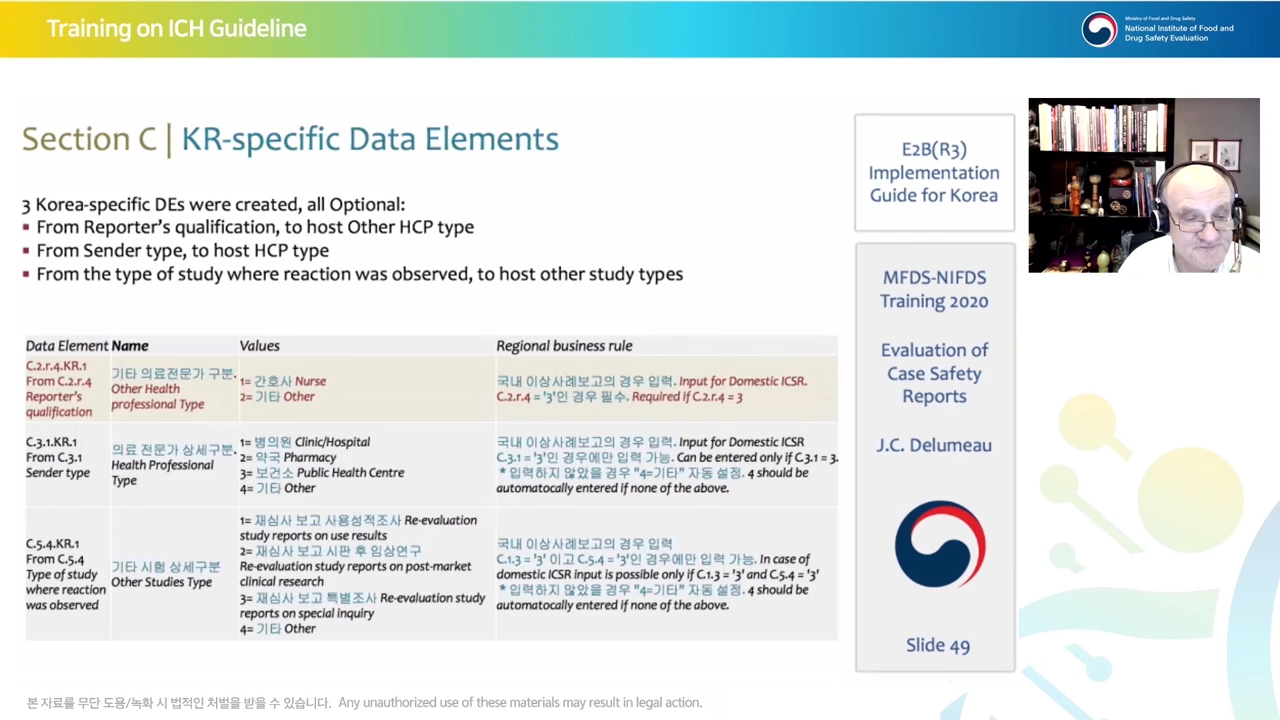 Training on ICH Guideline
Ministry of Food and Drug Safety
National Institute of Food and
Drug Safety Evaluation
Section C | KR-specific Data Elements
3 Korea-specific DEs were created, all Optional:
▪ From Reporter's qualification, to host Other HCP type
▪ From Sender type, to host HCP type
▪ From the type of study where reaction was observed, to host other study types
Data Element Name Values Regional business rule
C.2.r.4.KR.1
From C.2.r.4
Reporter's
qualification
기타 의료전문가 구분.
Other Health
professional Type
1= 간호사 Nurse
2= 기타 Other
국내 이상사례보고의 경우 입력. Input for Domestic ICSR.
C.2.r.4 = '3'인 경우 필수. Required if C.2.r.4 = 3
C.3.1.KR.1
From C.3.1
Sender type
의료 전문가 상세구분.
Health Professional
Type
1= 병의원 Clinic/Hospital
2= 약국 Pharmacy
3= 보건소 Public Health Centre
4= 기타 Other
국내 이상사례보고의 경우 입력. Input for Domestic ICSR
C.3.1 = '3'인 경우에만 입력 가능. Can be entered only if C.3.1 = 3.
* 입력하지 않았을 경우 "4=기타" 자동 설정. 4 should be
automatocally entered if none of the above.
C.5.4.KR.1
From C.5.4
Type of study
where reaction
was observed
기타 시험 상세구분
Other Studies Type
1= 재심사 보고 사용성적조사 Re-evaluation
study reports on use results
2= 재심사 보고 시판 후 임상연구
Re-evaluation study reports on post-market
clinical research
3= 재심사 보고 특별조사 Re-evaluation study
reports on special inquiry
4= 기타 Other
국내 이상사례보고의 경우 입력
C.1.3 = '3' 이고 C.5.4 = '3'인 경우에만 입력 가능. In case of
domestic ICSR input is possible only if C.1.3 = '3' and C.5.4 = '3'
* 입력하지 않았을 경우 "4=기타" 자동 설정. 4 should be
automatocally entered if none of the above.
E2B(R3)
Implementation
Guide for Korea
MFDS-NIFDS
Training 2020
Evaluation of
Case Safety
Reports
J.C. Delumeau
Slide 49
본 자료를 무단 도용/녹화 시 법적인 처벌을 받을 수 있습니다. Any unauthorized use of these materials may result in legal action.